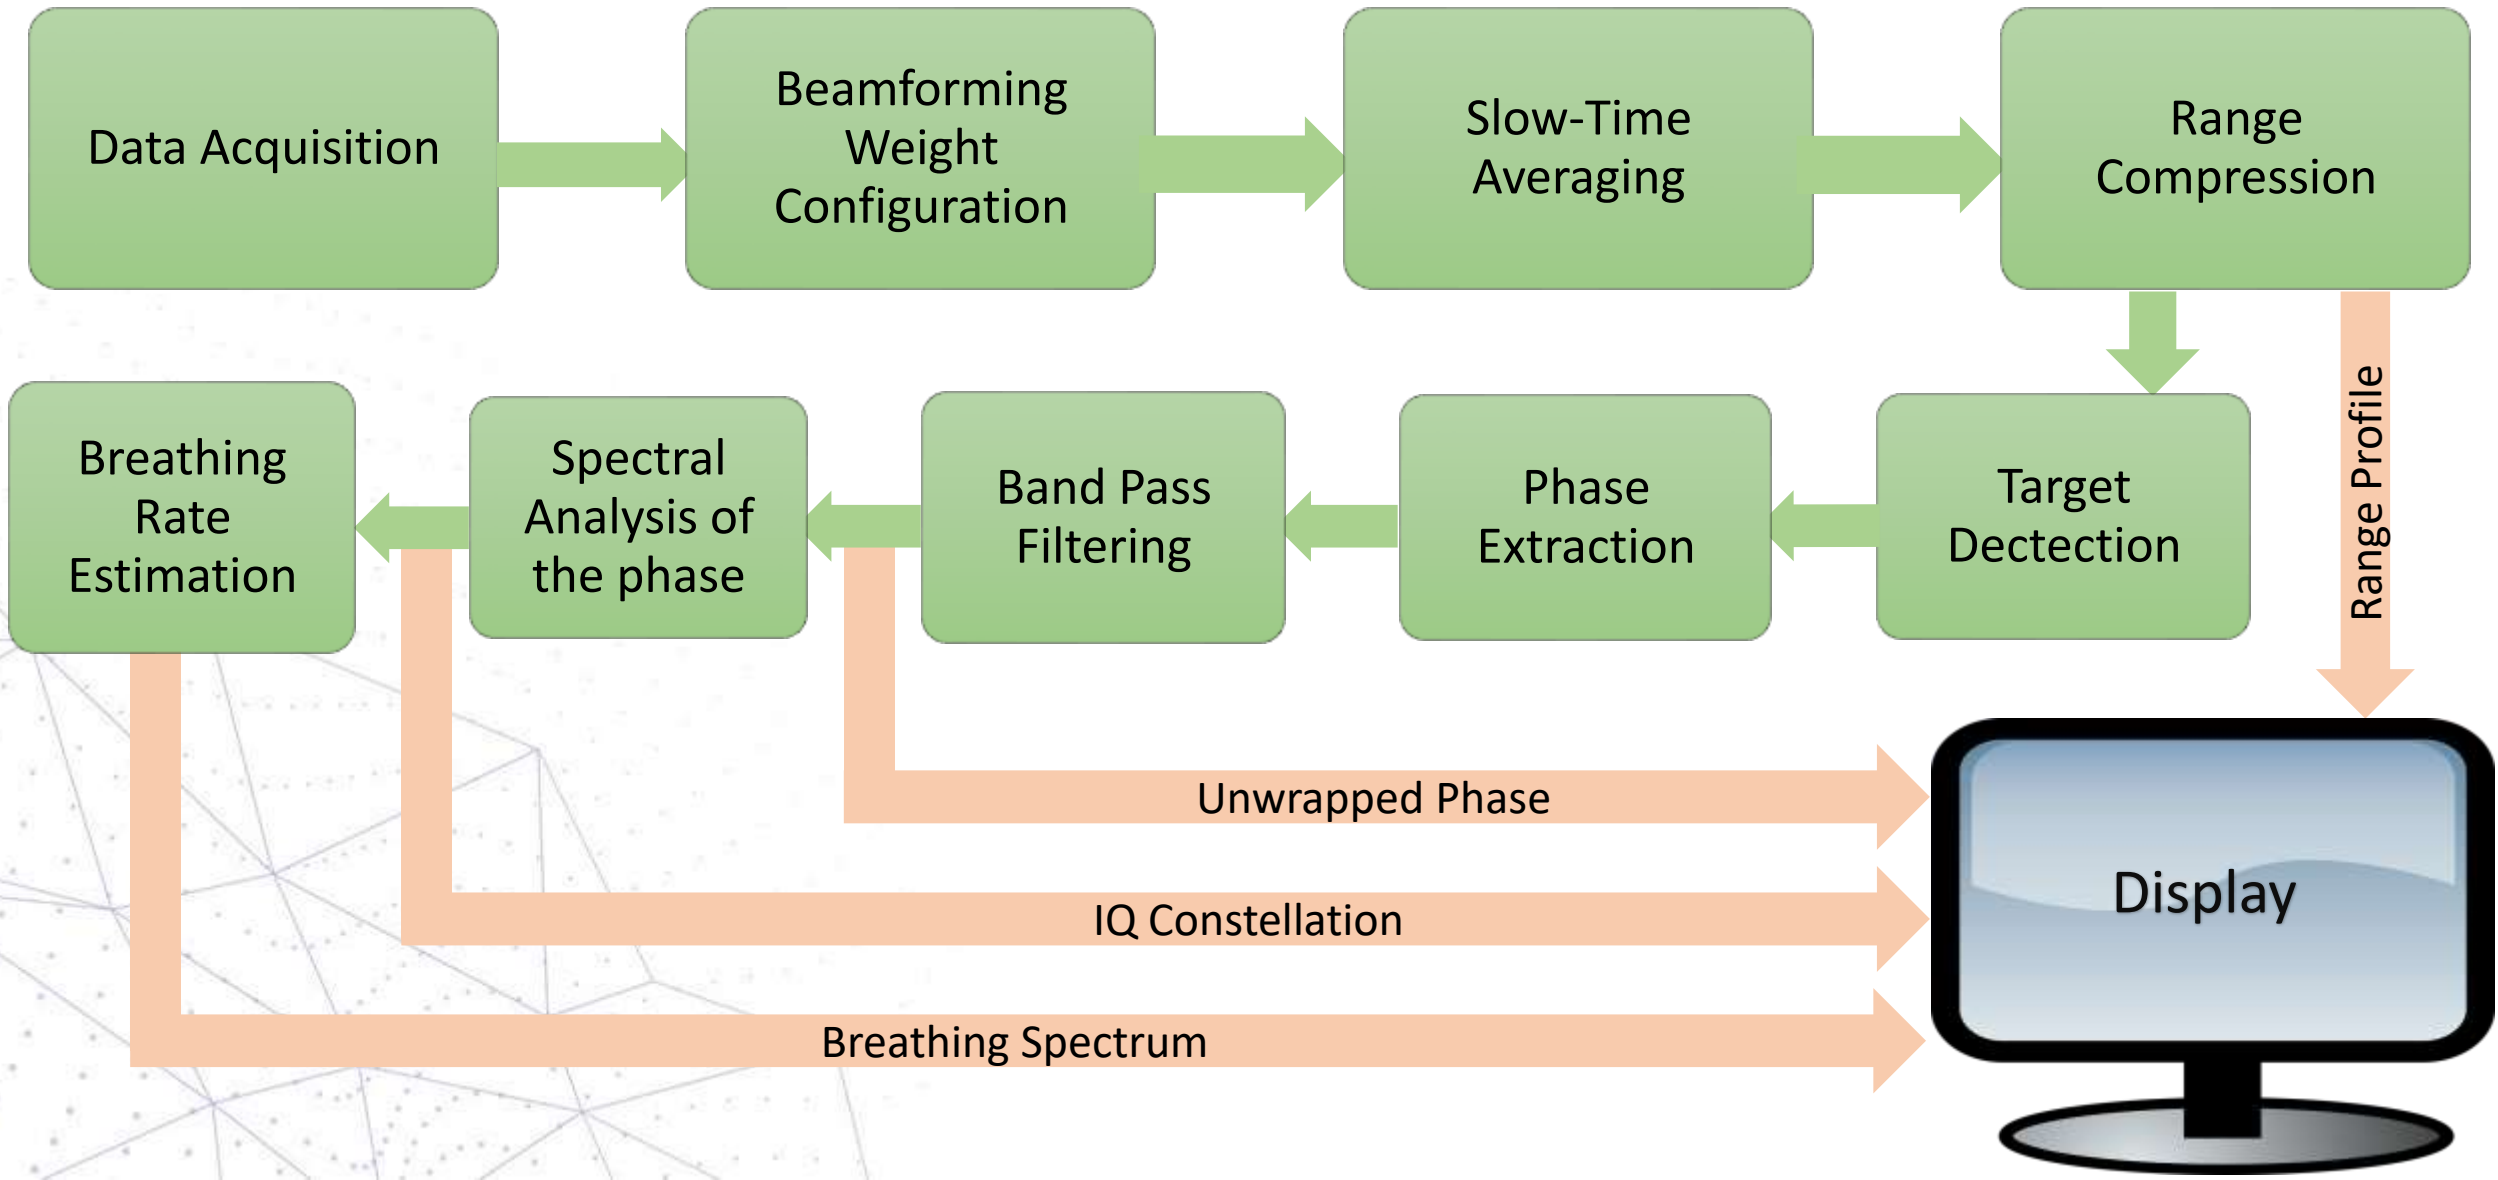 Data Acquisition
Beamforming
Weight
Configuration
Slow-Time
Averaging
Range
Compression
Breathing
Rate
Estimation
Spectral
Analysis of
the phase
Band Pass
Filtering
Phase
Extraction
Target
Dectection
Range Profile
Unwrapped Phase
IQ Constellation
Breathing Spectrum
Display